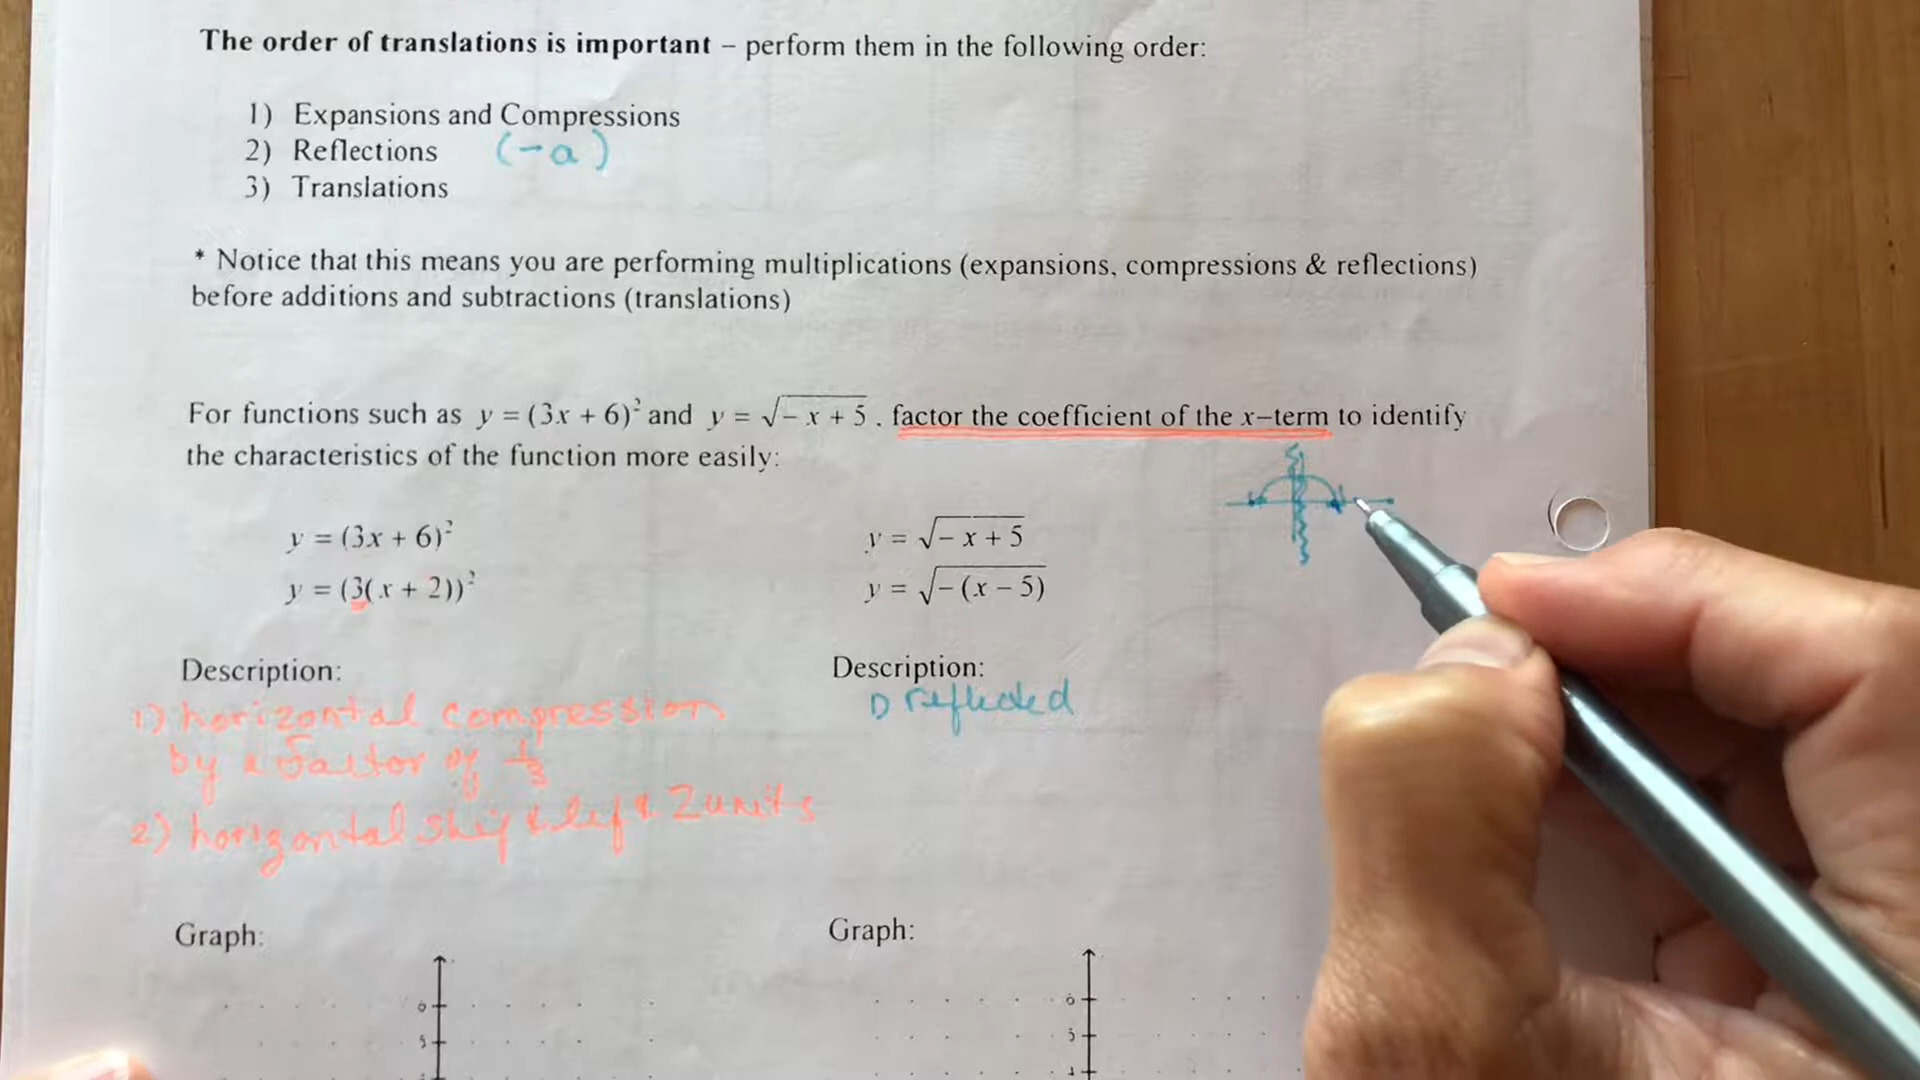 The order of translations is important – perform them in the following order:
1) Expansions and Compressions
2) Reflections (-a)
3) Translations
* Notice that this means you are performing multiplications (expansions, compressions & reflections)
before additions and subtractions (translations)
For functions such as y = (3x + 6)² and y = √(- x + 5) , factor the coefficient of the x-term to identify
the characteristics of the function more easily:
y = (3x + 6)²
y = (3(x + 2))²
y = √- x + 5
y = √- (x - 5)
Description:
1) horizontal compression
by a factor of 1/3
2) horizontal shift left 2 units
Description:
1) reflected
Graph:
Graph: